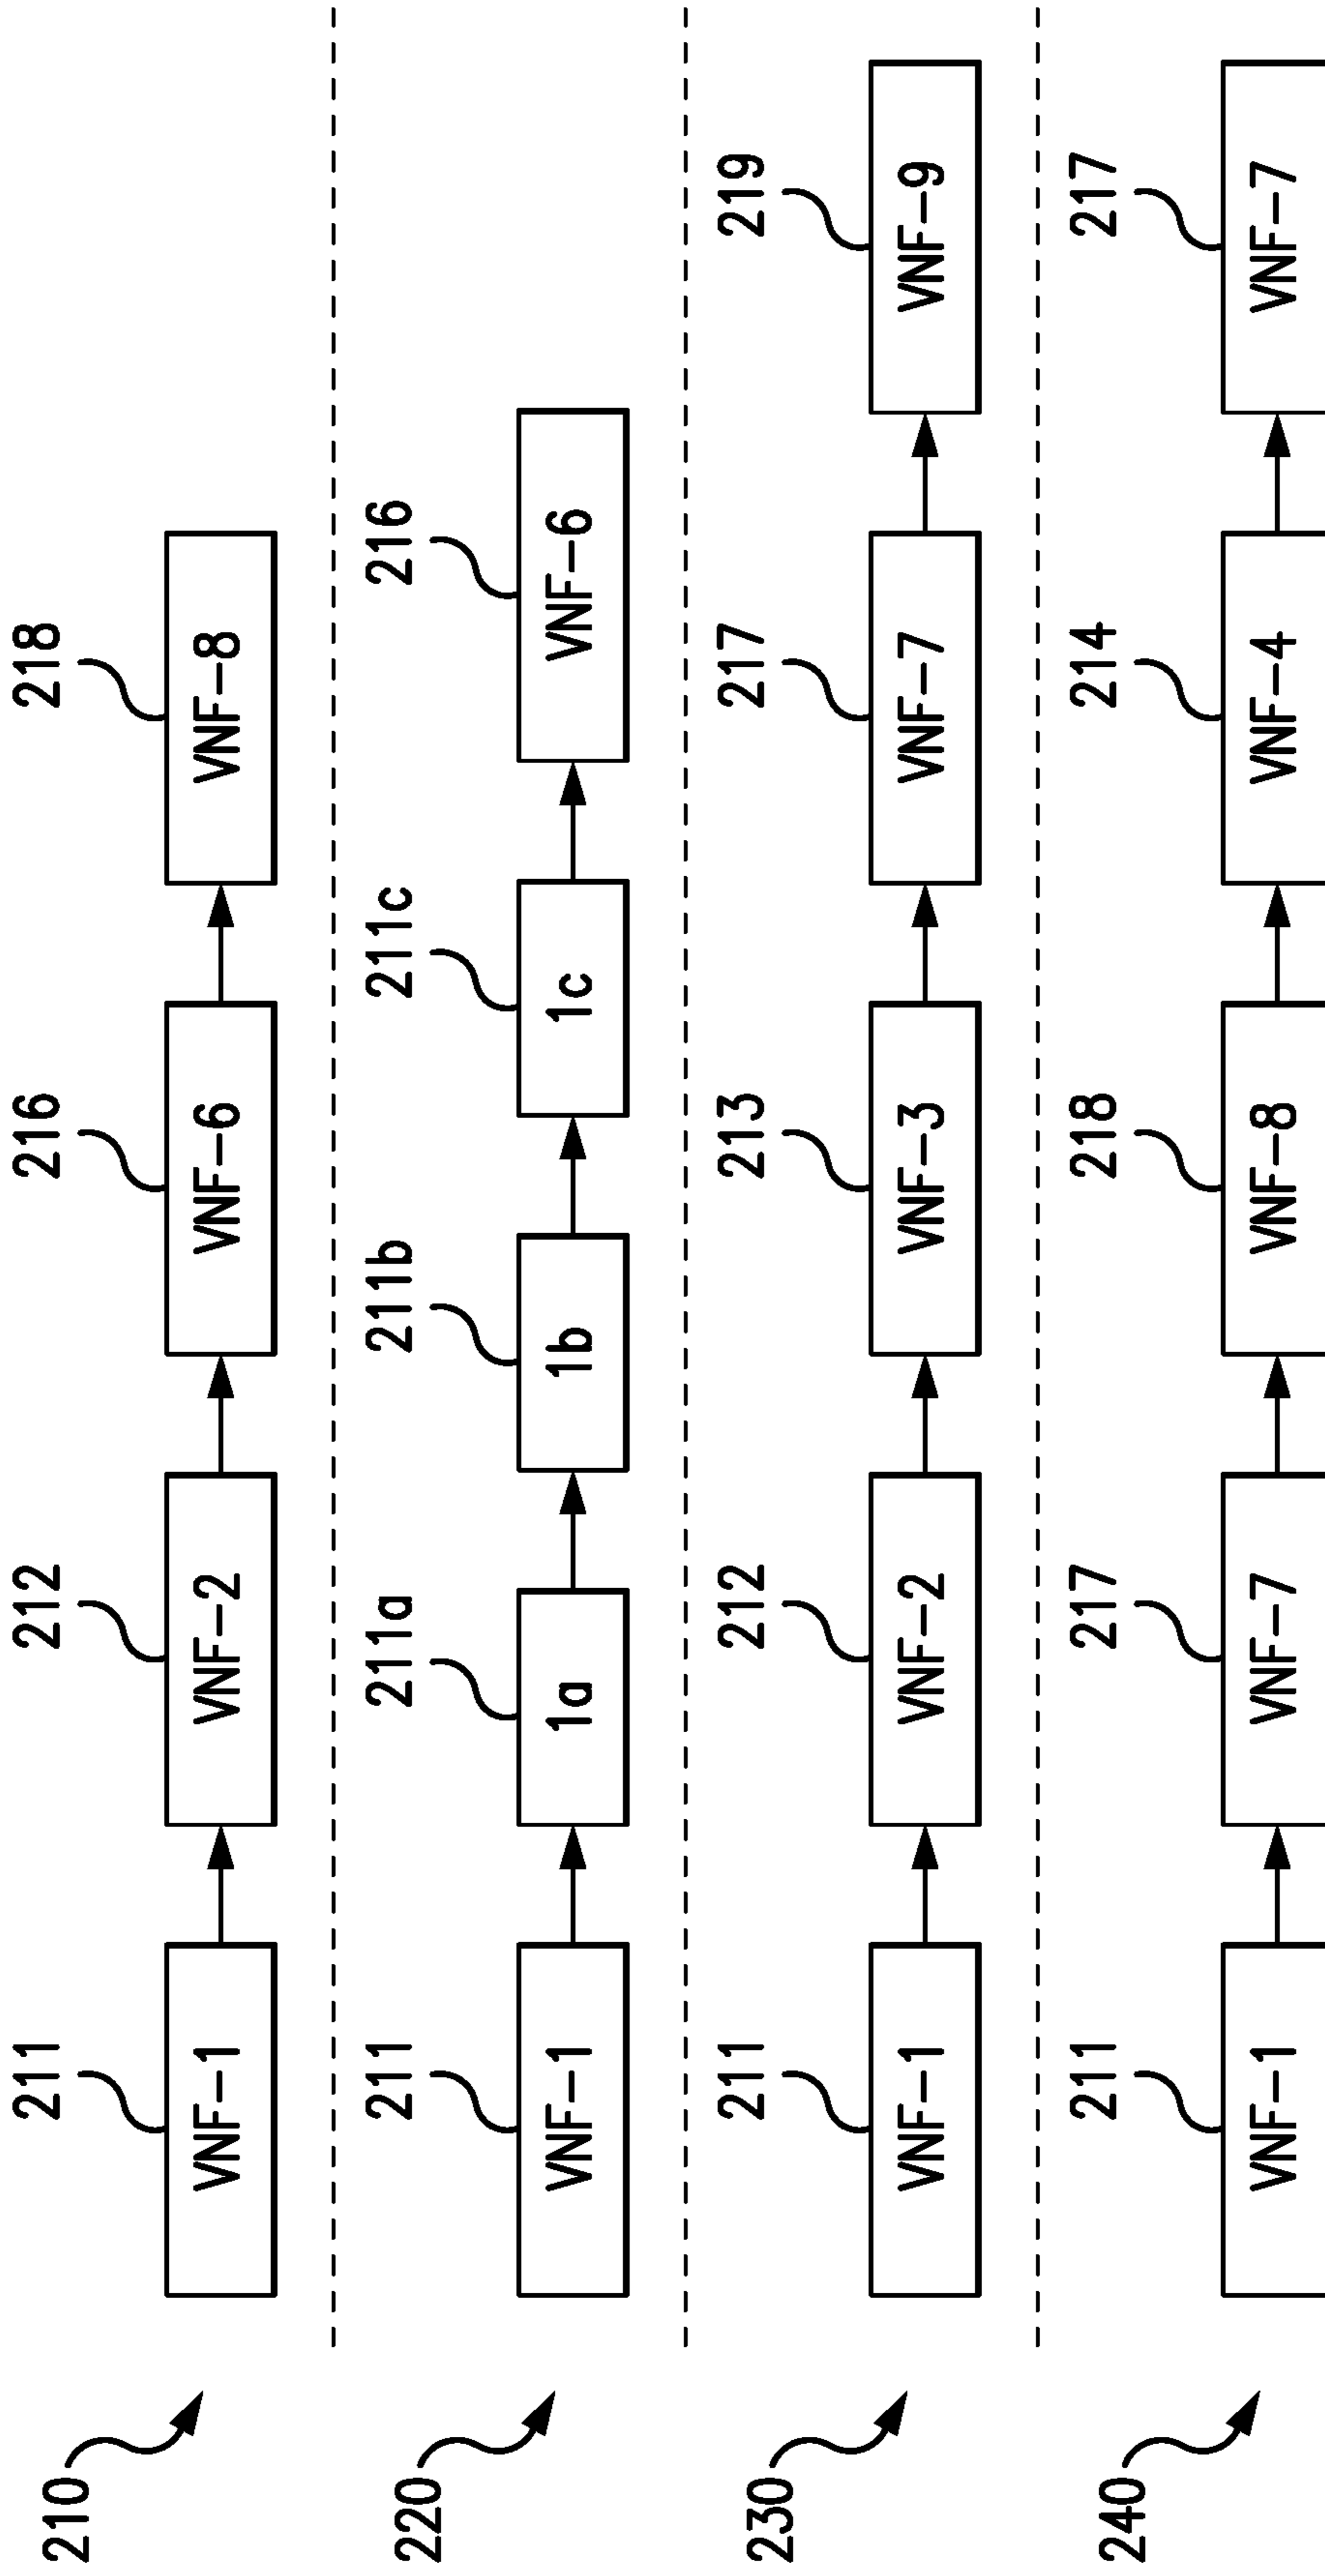 211 212 216 218
210 VNF-1 VNF-2 VNF-6 VNF-8
211 211a 211b 211c 216
220 VNF-1 1a 1b 1c VNF-6
211 212 213 217 219
230 VNF-1 VNF-2 VNF-3 VNF-7 VNF-9
211 217 218 214 217
240 VNF-1 VNF-7 VNF-8 VNF-4 VNF-7